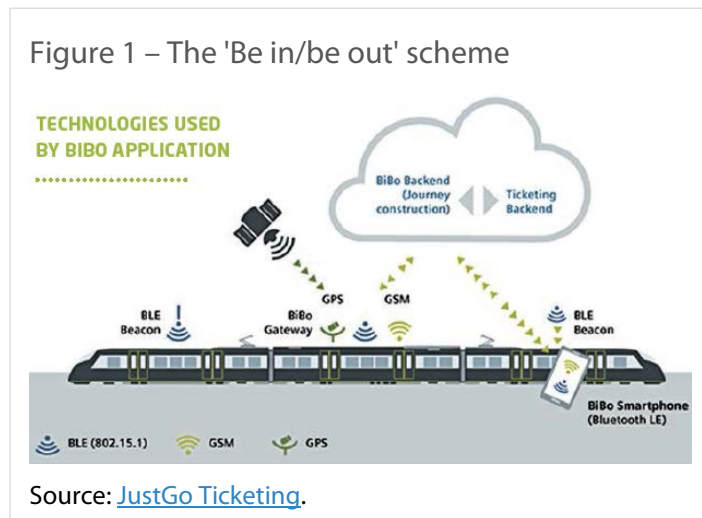 Figure 1 – The 'Be in/be out' scheme
TECHNOLOGIES USED
BY BIBO APPLICATION
BiBo Backend
(Journey
construction)
Ticketing
Backend
GPS
GSM
BLE
Beacon
BiBo
Gateway
BLE
Beacon
BiBo Smartphone
(Bluetooth LE)
BLE (802.15.1)
GSM
GPS
Source: JustGo Ticketing.